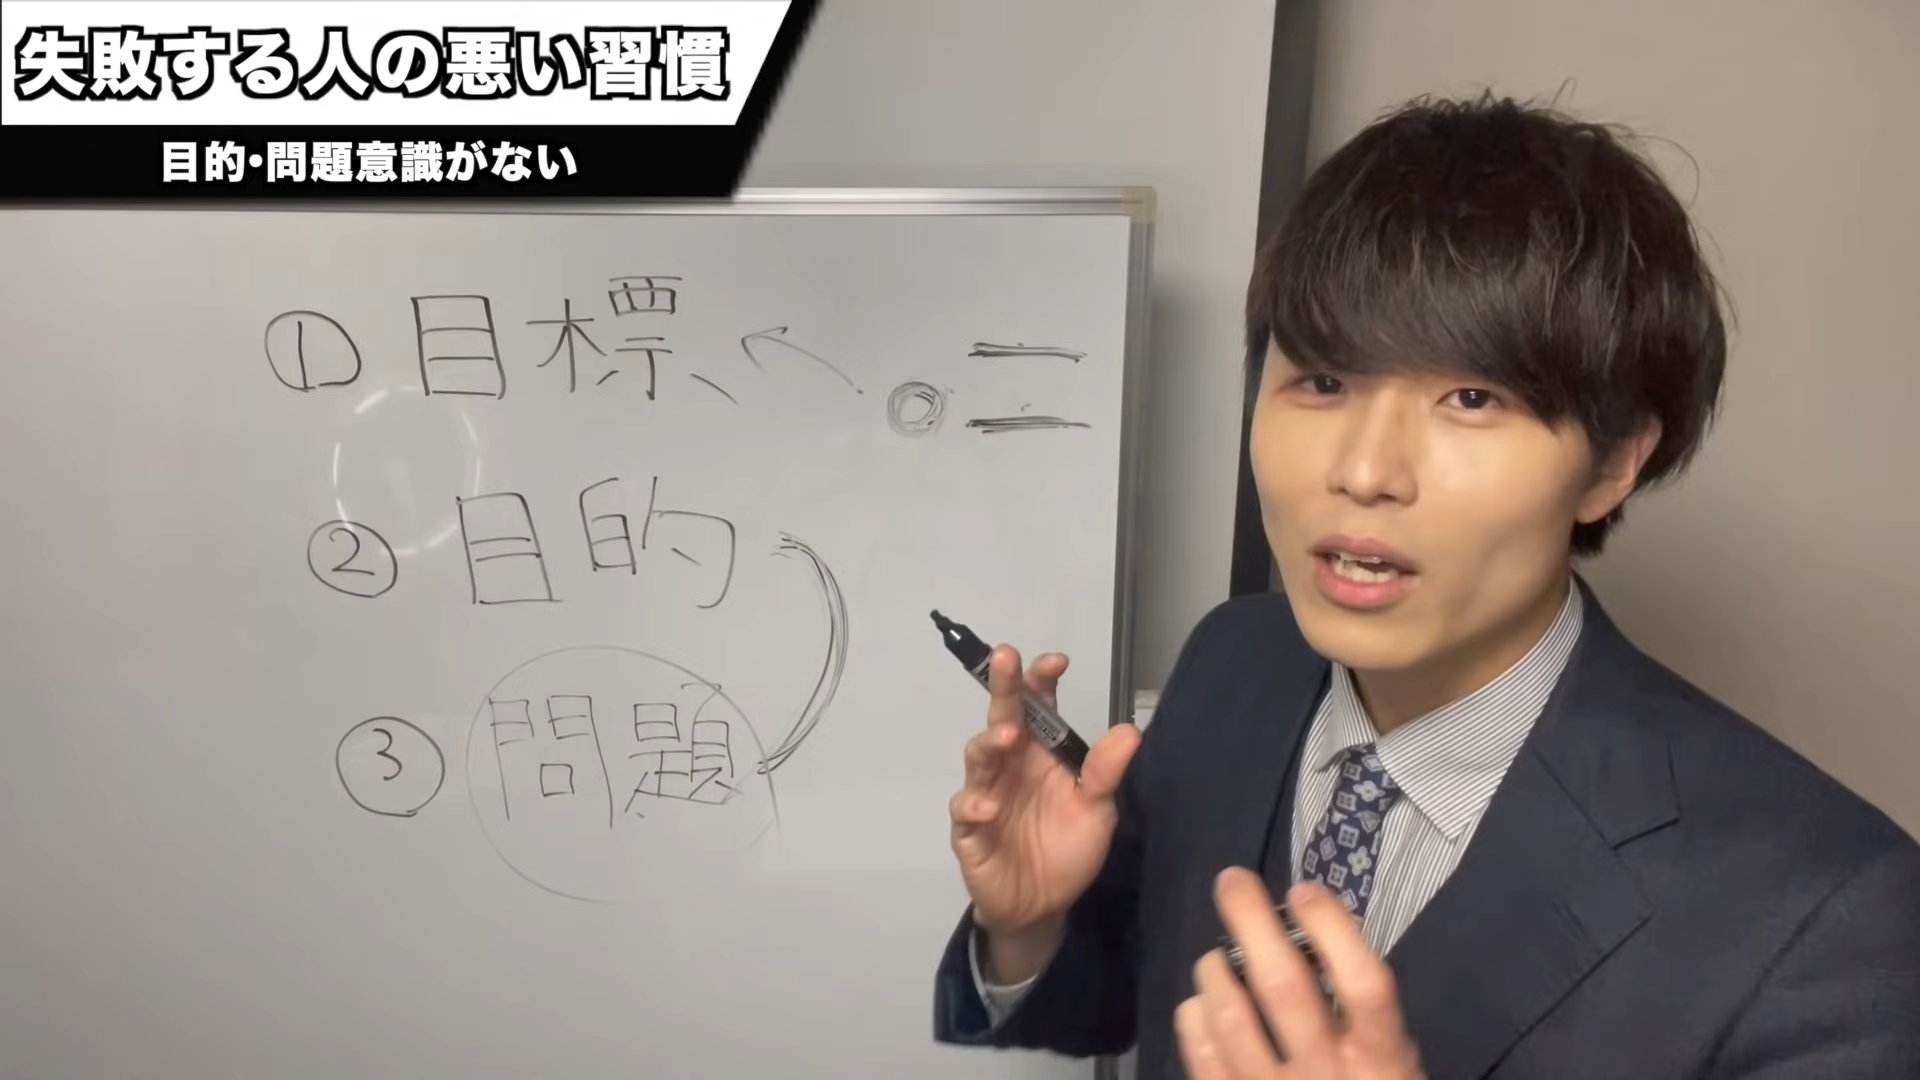 失敗する人の悪い習慣
目的・問題意識がない
① 目標
② 目的
③ 問題